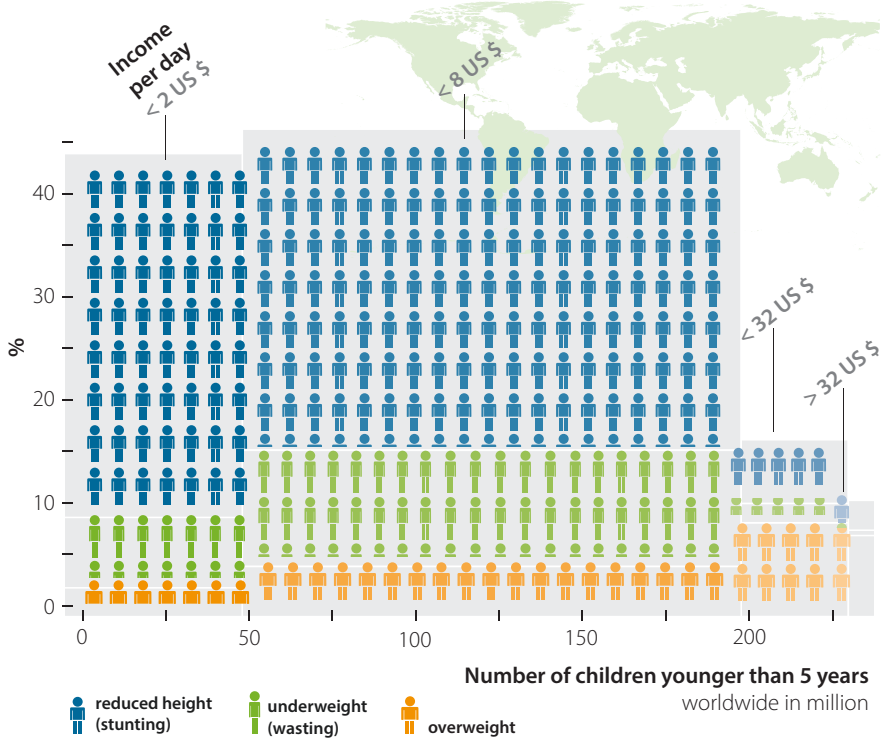 Income
per day
< 2 US $
< 8 US $
< 32 US $
> 32 US $
%
40
30
20
10
0
0
50
100
150
200
Number of children younger than 5 years
worldwide in million
reduced height
(stunting)
underweight
(wasting)
overweight